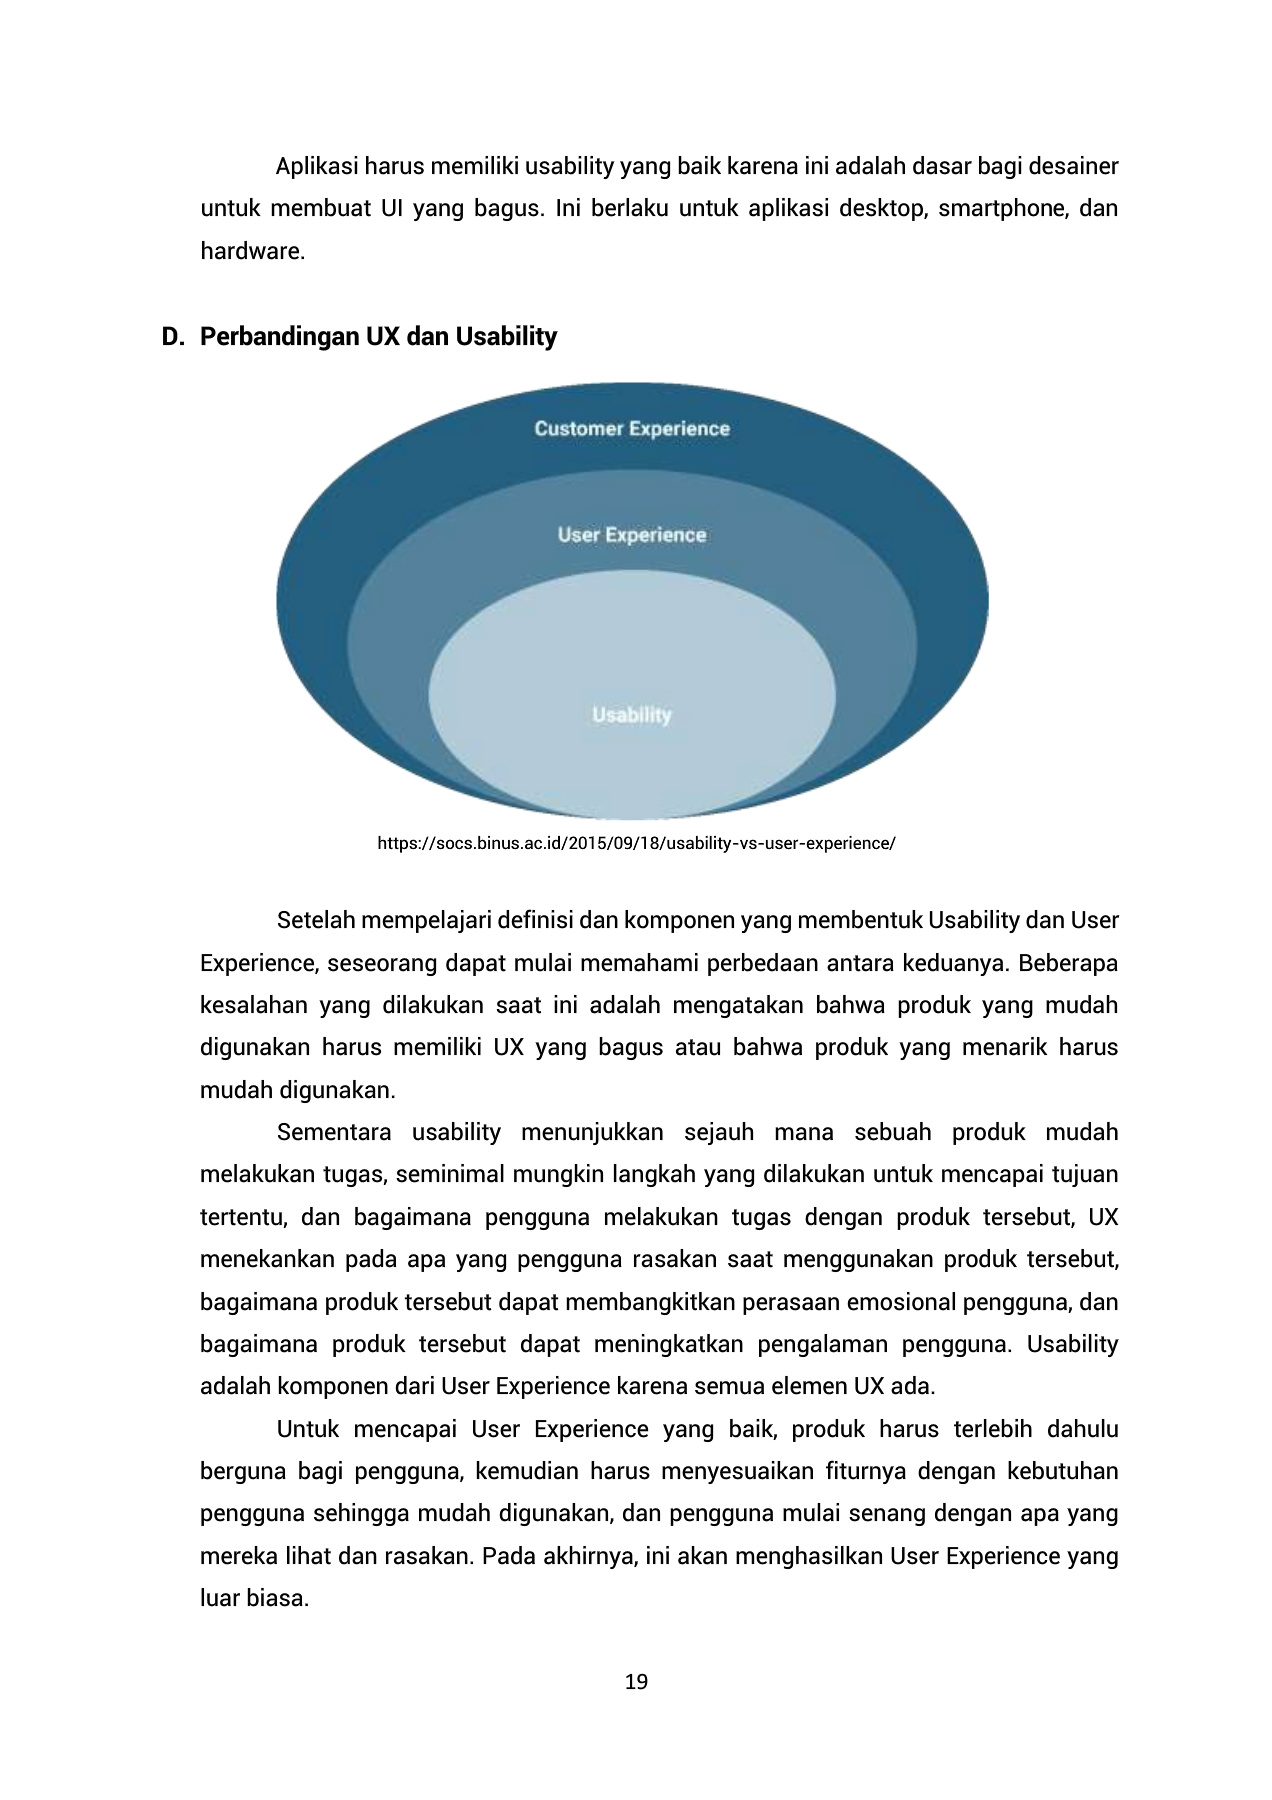 Aplikasi harus memiliki usability yang baik karena ini adalah dasar bagi desainer
untuk membuat UI yang bagus. Ini berlaku untuk aplikasi desktop, smartphone, dan
hardware.
D. Perbandingan UX dan Usability
Customer Experience
User Experience
Usability
https://socs.binus.ac.id/2015/09/18/usability-vs-user-experience/
Setelah mempelajari definisi dan komponen yang membentuk Usability dan User
Experience, seseorang dapat mulai memahami perbedaan antara keduanya. Beberapa
kesalahan yang dilakukan saat ini adalah mengatakan bahwa produk yang mudah
digunakan harus memiliki UX yang bagus atau bahwa produk yang menarik harus
mudah digunakan.
Sementara usability menunjukkan sejauh mana sebuah produk mudah
melakukan tugas, seminimal mungkin langkah yang dilakukan untuk mencapai tujuan
tertentu, dan bagaimana pengguna melakukan tugas dengan produk tersebut, UX
menekankan pada apa yang pengguna rasakan saat menggunakan produk tersebut,
bagaimana produk tersebut dapat membangkitkan perasaan emosional pengguna, dan
bagaimana produk tersebut dapat meningkatkan pengalaman pengguna. Usability
adalah komponen dari User Experience karena semua elemen UX ada.
Untuk mencapai User Experience yang baik, produk harus terlebih dahulu
berguna bagi pengguna, kemudian harus menyesuaikan fiturnya dengan kebutuhan
pengguna sehingga mudah digunakan, dan pengguna mulai senang dengan apa yang
mereka lihat dan rasakan. Pada akhirnya, ini akan menghasilkan User Experience yang
luar biasa.
19